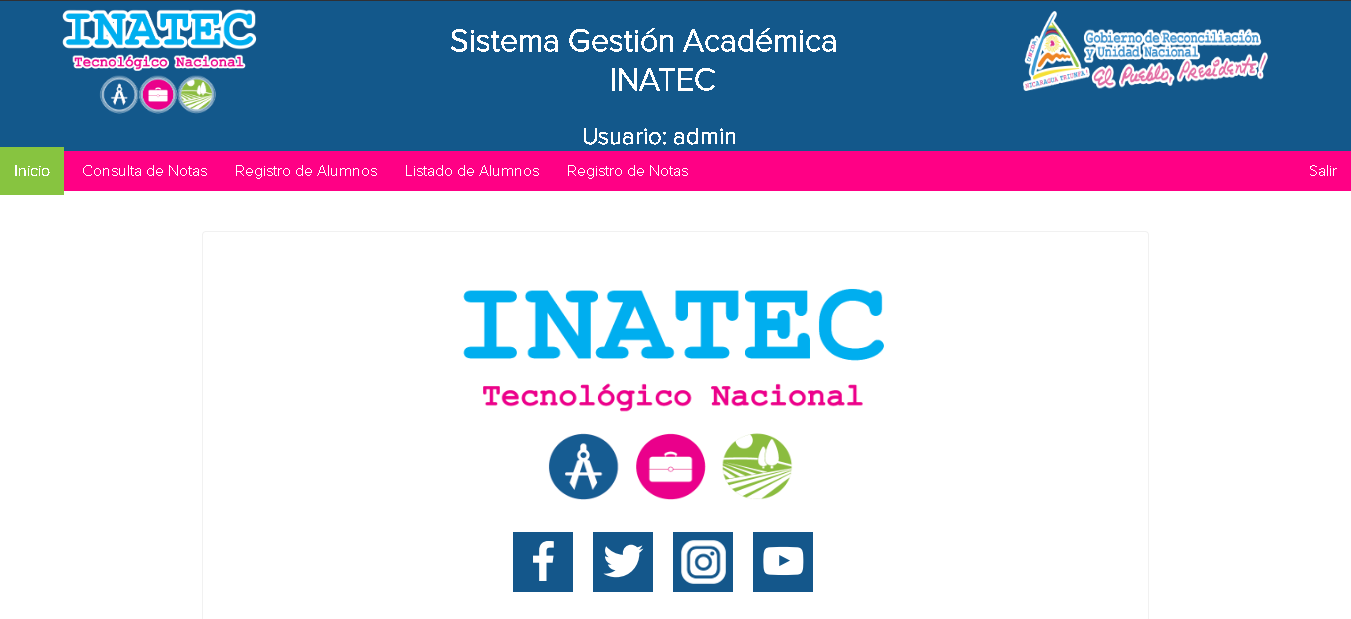 INATEC
Tecnológico Nacional
Sistema Gestión Académica
INATEC
Usuario: admin
Gobierno de Reconciliación
y Unidad Nacional
El Pueblo, Presidente!
UNIDA
NICARAGUA TRIUNFA!
Inicio
Consulta de Notas
Registro de Alumnos
Listado de Alumnos
Registro de Notas
Salir
INATEC
Tecnológico Nacional